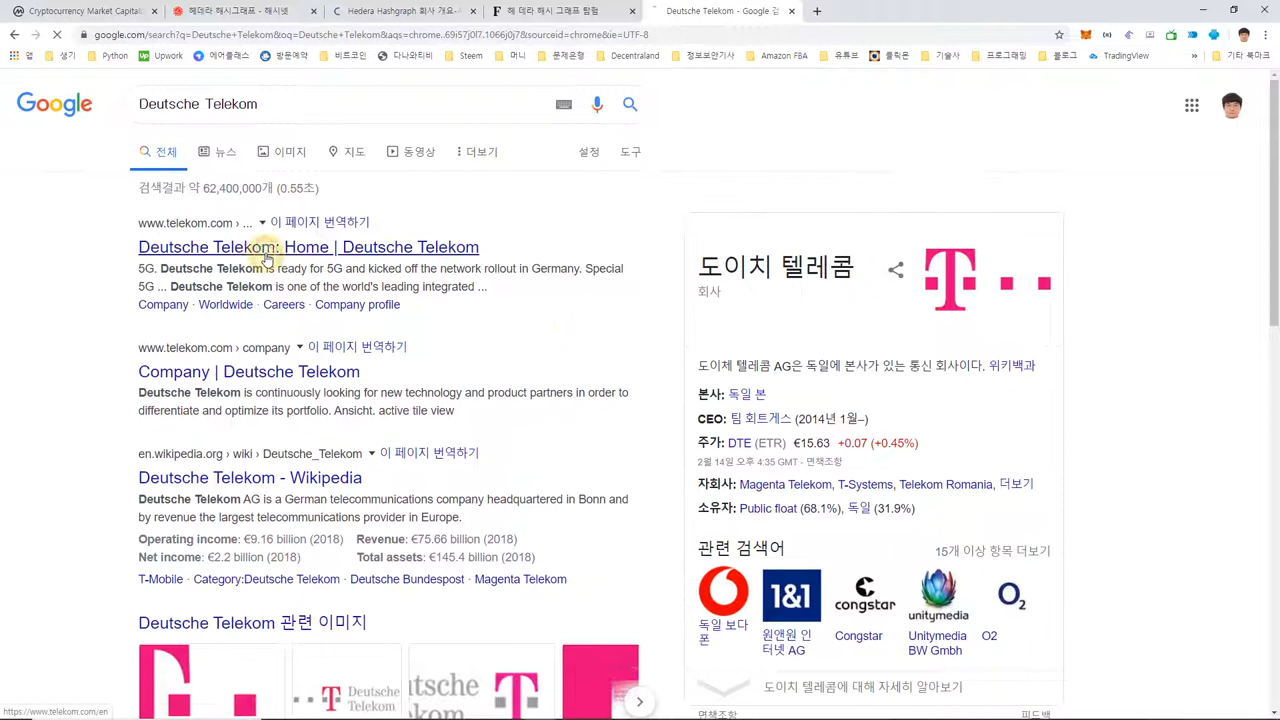 Cryptocurrency Market Capitali
헤데라 해시그래프 - 해시넷
Hedera Hashgraph 회사 개요-
헤 데라 해시 그래프 탐험
Deutsche Telekom - Google 검
google.com/search?q=Deutsche+Telekom&oq=Deutsche+Telekom&aqs=chrome..69i57j0l7.1066j0j7&sourceid=chrome&ie=UTF-8
앱
생기
Python
Upwork
에어클래스
방문예약
비트코인
다나와티비
Steem
머니
문제은행
Decentraland
정보보안기사
Amazon FBA
유튜브
클릭몬
기술사
프로그래밍
블로그
TradingView
기타 북마크
Google
Deutsche Telekom
전체
뉴스
이미지
지도
동영상
더보기
설정
도구
검색결과 약 62,400,000개 (0.55초)
www.telekom.com › ... 이 페이지 번역하기
Deutsche Telekom: Home | Deutsche Telekom
5G. Deutsche Telekom is ready for 5G and kicked off the network rollout in Germany. Special
5G ... Deutsche Telekom is one of the world's leading integrated ...
Company · Worldwide · Careers · Company profile
www.telekom.com › company 이 페이지 번역하기
Company | Deutsche Telekom
Deutsche Telekom is continuously looking for new technology and product partners in order to
differentiate and optimize its portfolio. Ansicht. active tile view
en.wikipedia.org › wiki › Deutsche_Telekom 이 페이지 번역하기
Deutsche Telekom - Wikipedia
Deutsche Telekom AG is a German telecommunications company headquartered in Bonn and
by revenue the largest telecommunications provider in Europe.
Operating income: €9.16 billion (2018) Revenue: €75.66 billion (2018)
Net income: €2.2 billion (2018) Total assets: €145.4 billion (2018)
T-Mobile · Category:Deutsche Telekom · Deutsche Bundespost · Magenta Telekom
Deutsche Telekom 관련 이미지
Deutsche
Telekom
utsche
https://www.telekom.com/en
도이치 텔레콤
회사
도이체 텔레콤 AG은 독일에 본사가 있는 통신 회사이다. 위키백과
본사: 독일 본
CEO: 팀 회트게스 (2014년 1월–)
주가: DTE (ETR) €15.63 +0.07 (+0.45%)
2월 14일 오후 4:35 GMT - 면책조항
자회사: Magenta Telekom, T-Systems, Telekom Romania, 더보기
소유자: Public float (68.1%), 독일 (31.9%)
관련 검색어
15개 이상 항목 더보기
1&1
congstar
unitymedia
O2
독일 보다
폰
원앤원 인
터넷 AG
Congstar
Unitymedia
BW Gmbh
O2
도이치 텔레콤에 대해 자세히 알아보기
면책조항
피드백